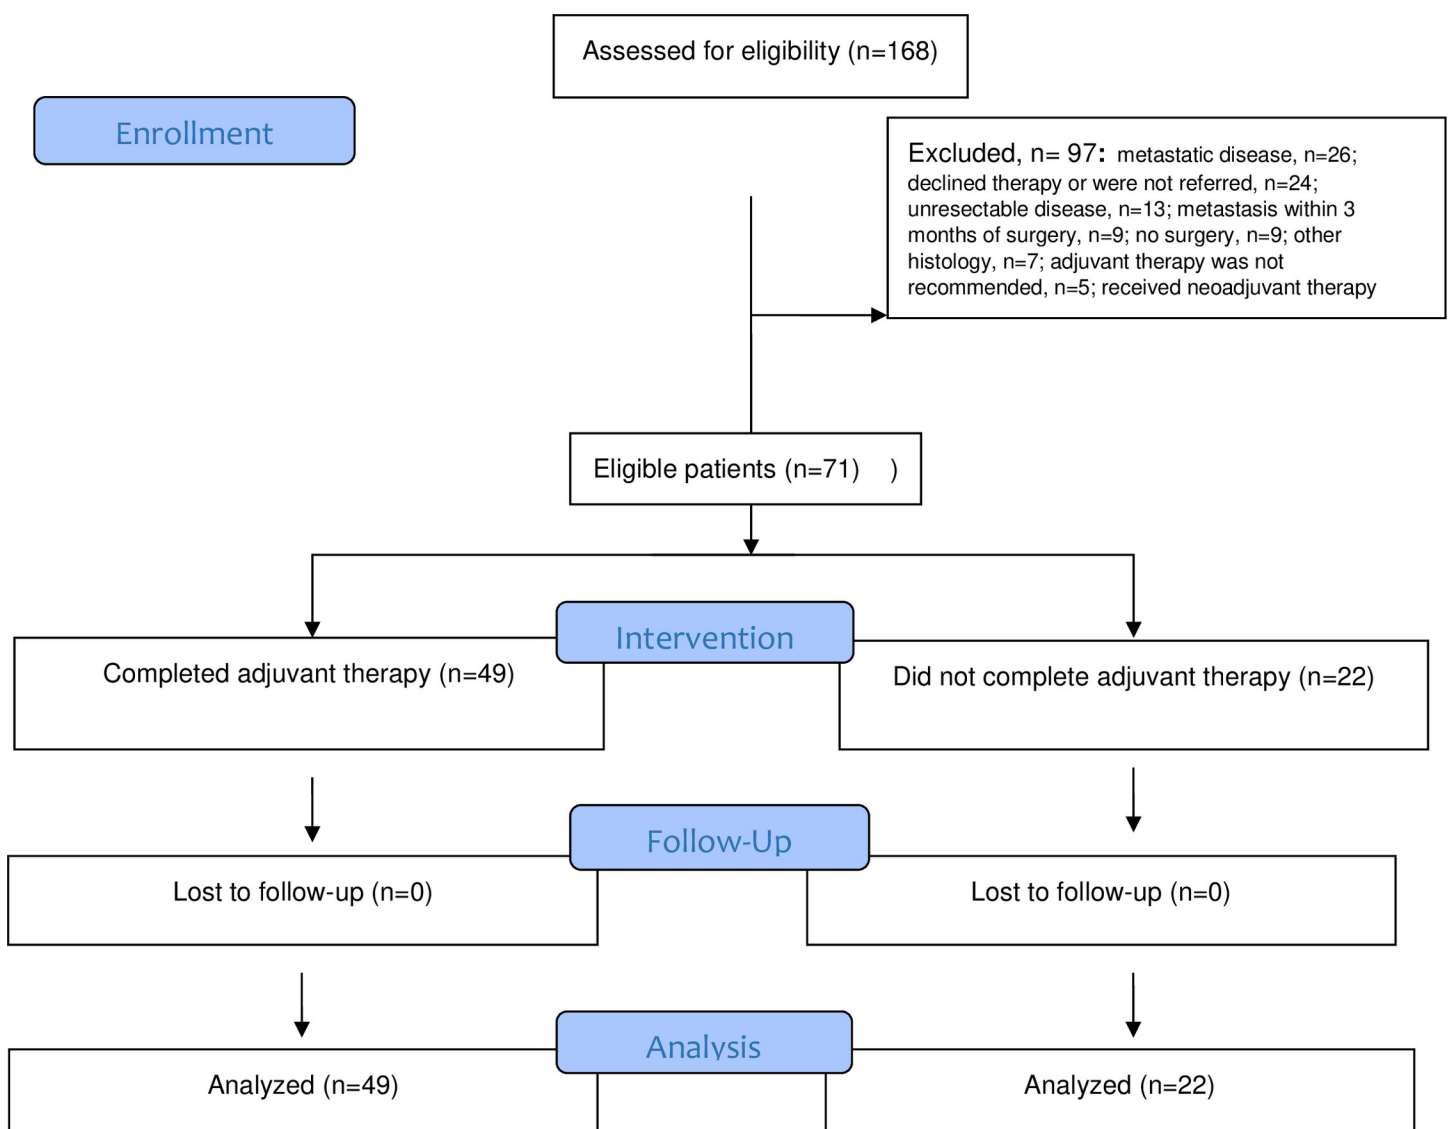 Assessed for eligibility (n=168)
Enrollment
Excluded, n= 97: metastatic disease, n=26;
declined therapy or were not referred, n=24;
unresectable disease, n=13; metastasis within 3
months of surgery, n=9; no surgery, n=9; other
histology, n=7; adjuvant therapy was not
recommended, n=5; received neoadjuvant therapy
Eligible patients (n=71) )
Intervention
Completed adjuvant therapy (n=49)
Did not complete adjuvant therapy (n=22)
Follow-Up
Lost to follow-up (n=0)
Lost to follow-up (n=0)
Analysis
Analyzed (n=49)
Analyzed (n=22)